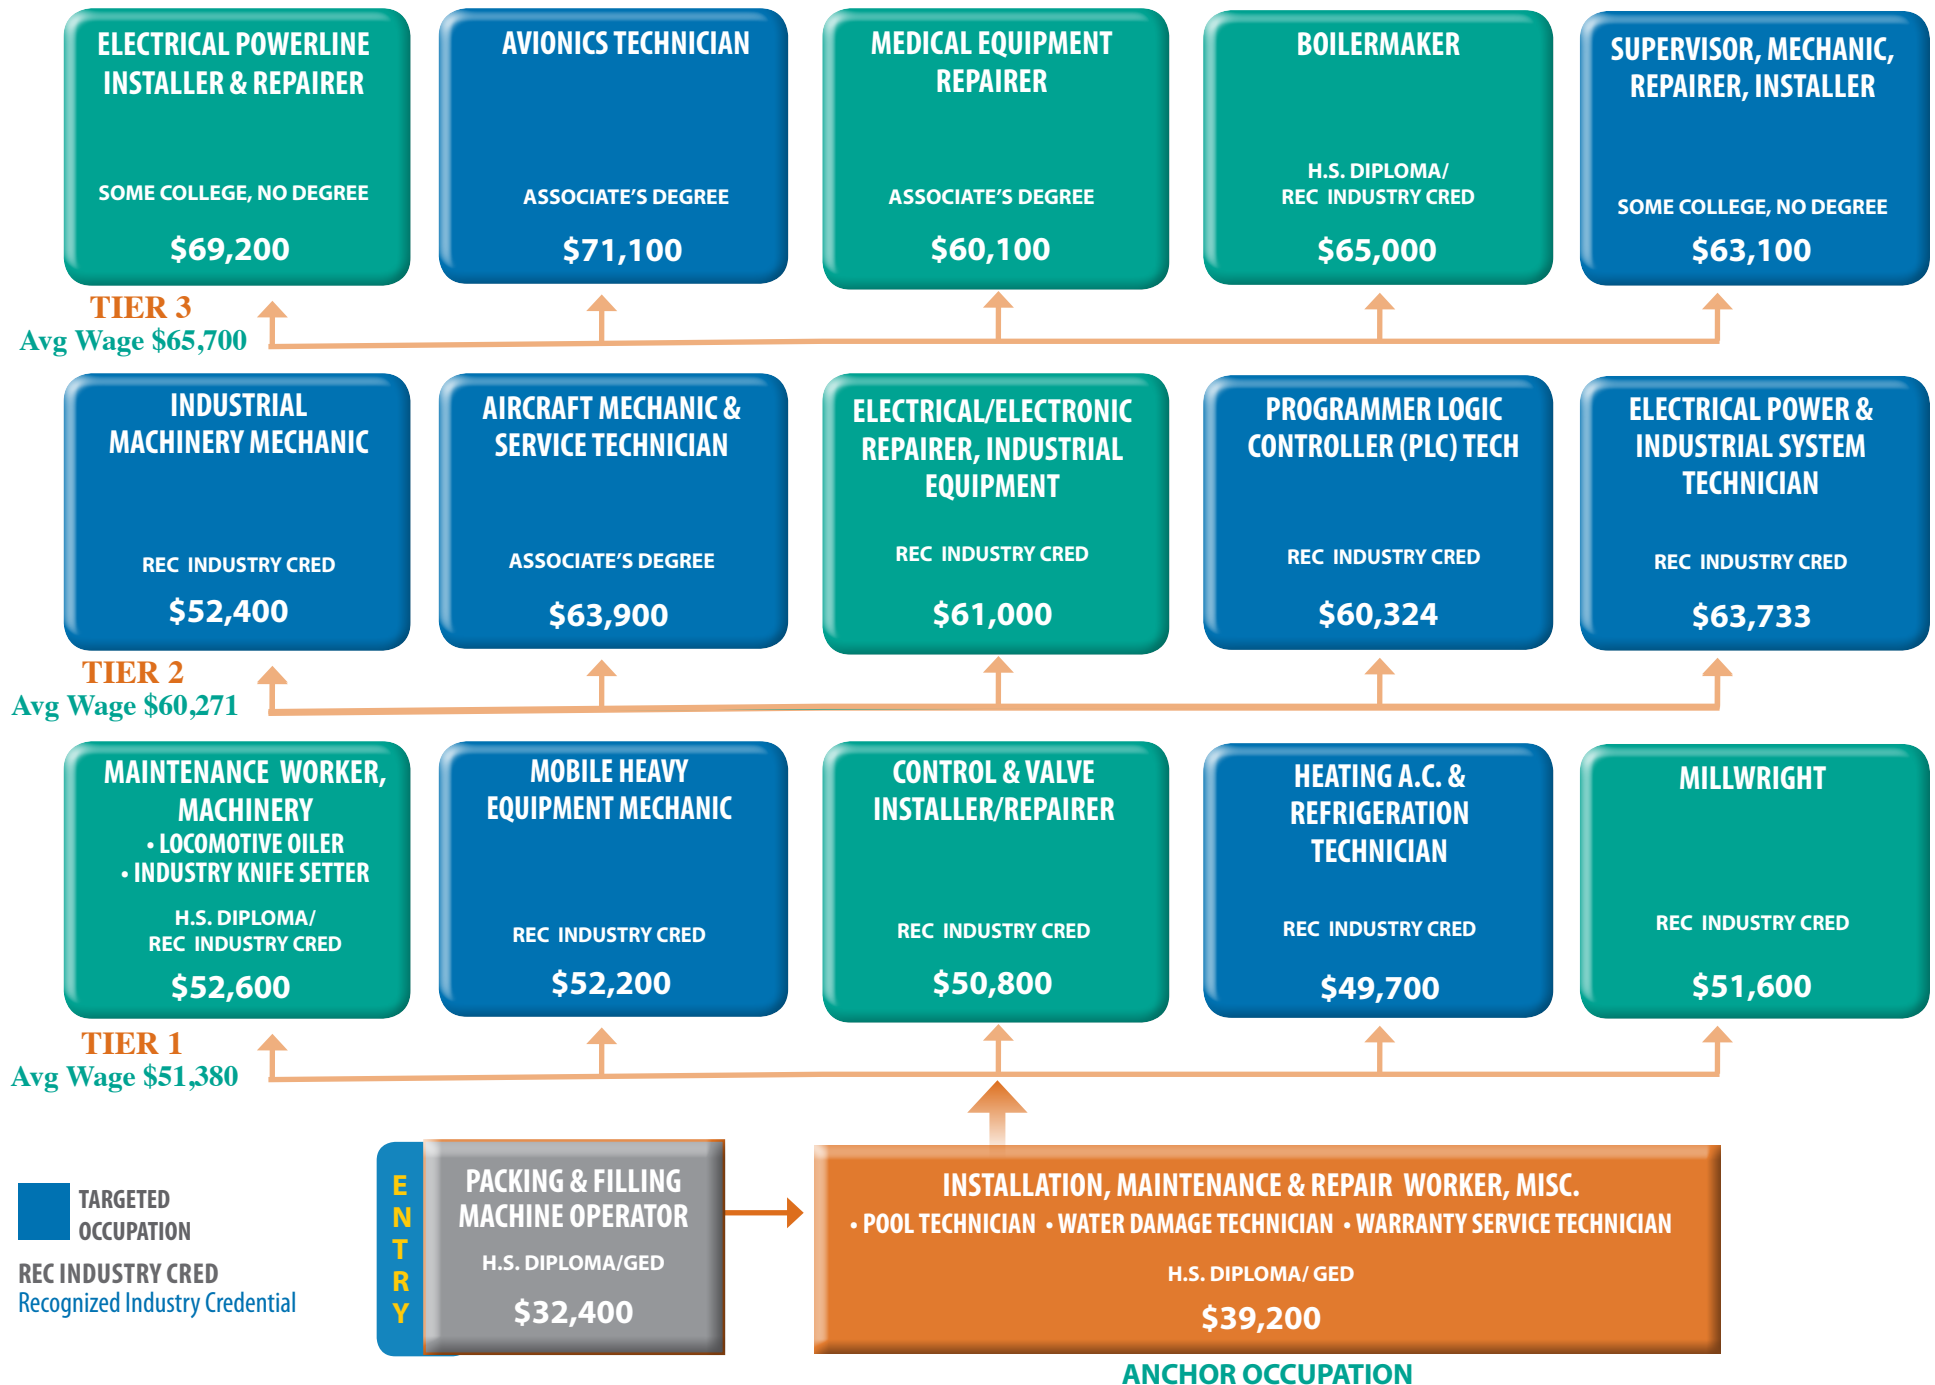 ELECTRICAL POWERLINE
INSTALLER & REPAIRER
SOME COLLEGE, NO DEGREE
$69,200
AVIONICS TECHNICIAN
ASSOCIATE'S DEGREE
$71,100
MEDICAL EQUIPMENT
REPAIRER
ASSOCIATE'S DEGREE
$60,100
BOILERMAKER
H.S. DIPLOMA/
REC INDUSTRY CRED
$65,000
SUPERVISOR, MECHANIC,
REPAIRER, INSTALLER
SOME COLLEGE, NO DEGREE
$63,100
TIER 3
Avg Wage $65,700
INDUSTRIAL
MACHINERY MECHANIC
REC INDUSTRY CRED
$52,400
AIRCRAFT MECHANIC &
SERVICE TECHNICIAN
ASSOCIATE'S DEGREE
$63,900
ELECTRICAL/ELECTRONIC
REPAIRER, INDUSTRIAL
EQUIPMENT
REC INDUSTRY CRED
$61,000
PROGRAMMER LOGIC
CONTROLLER (PLC) TECH
REC INDUSTRY CRED
$60,324
ELECTRICAL POWER &
INDUSTRIAL SYSTEM
TECHNICIAN
REC INDUSTRY CRED
$63,733
TIER 2
Avg Wage $60,271
MAINTENANCE WORKER,
MACHINERY
• LOCOMOTIVE OILER
• INDUSTRY KNIFE SETTER
H.S. DIPLOMA/
REC INDUSTRY CRED
$52,600
MOBILE HEAVY
EQUIPMENT MECHANIC
REC INDUSTRY CRED
$52,200
CONTROL & VALVE
INSTALLER/REPAIRER
REC INDUSTRY CRED
$50,800
HEATING A.C. &
REFRIGERATION
TECHNICIAN
REC INDUSTRY CRED
$49,700
MILLWRIGHT
REC INDUSTRY CRED
$51,600
TIER 1
Avg Wage $51,380
TARGETED
OCCUPATION
REC INDUSTRY CRED
Recognized Industry Credential
ENTRY
PACKING & FILLING
MACHINE OPERATOR
H.S. DIPLOMA/GED
$32,400
INSTALLATION, MAINTENANCE & REPAIR WORKER, MISC.
• POOL TECHNICIAN • WATER DAMAGE TECHNICIAN • WARRANTY SERVICE TECHNICIAN
H.S. DIPLOMA/ GED
$39,200
ANCHOR OCCUPATION